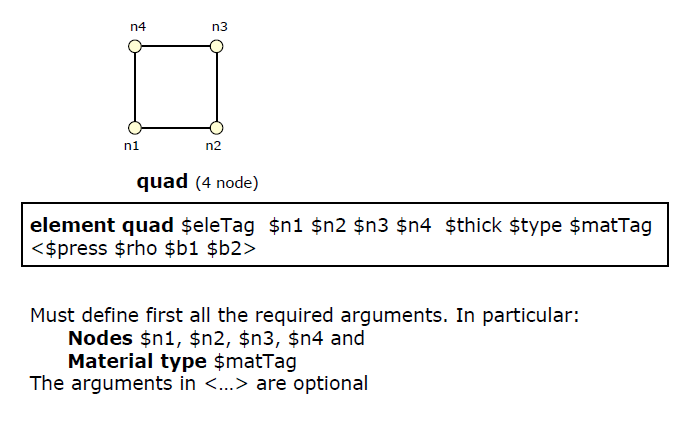 n4 n3
n1 n2
quad (4 node)
element quad $eleTag $n1 $n2 $n3 $n4 $thick $type $matTag
<$press $rho $b1 $b2>
Must define first all the required arguments. In particular:
Nodes $n1, $n2, $n3, $n4 and
Material type $matTag
The arguments in <…> are optional